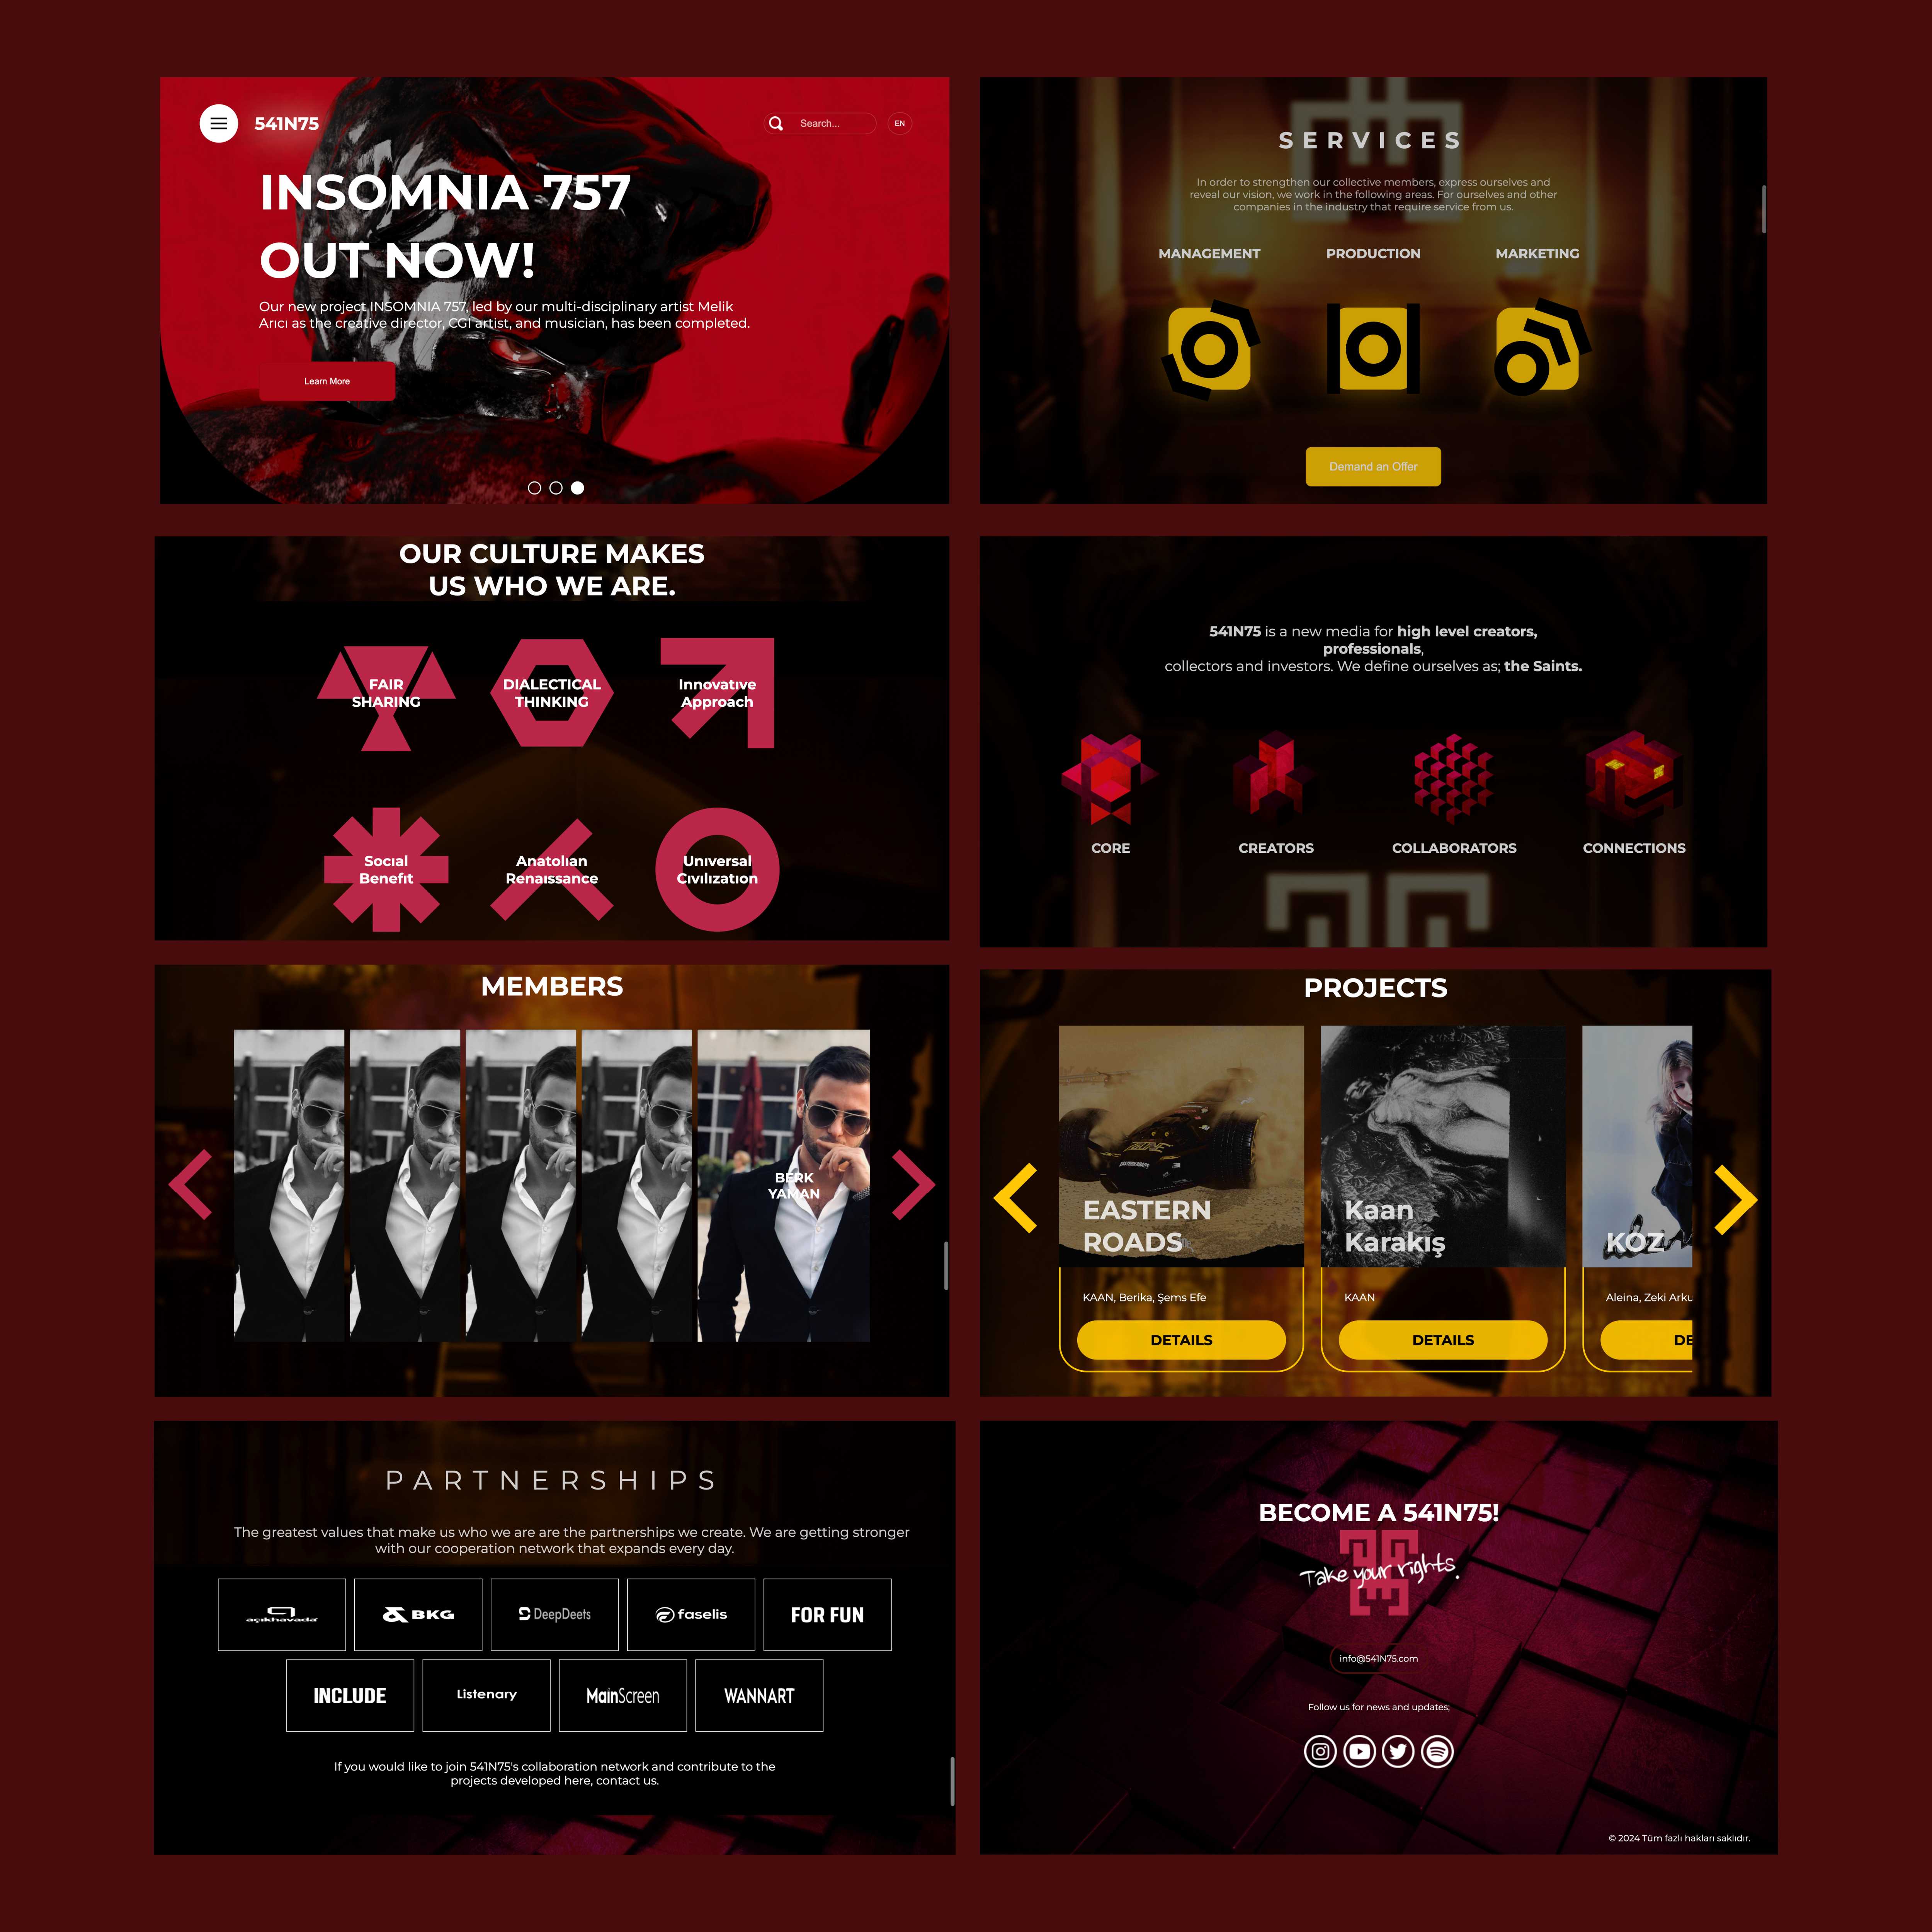 541N75
Search...
EN
INSOMNIA 757
OUT NOW!
Our new project INSOMNIA 757, led by our multi-disciplinary artist Melik
Arıcı as the creative director, CGI artist, and musician, has been completed.
Learn More
SERVICES
In order to strengthen our collective members, express ourselves and
reveal our vision, we work in the following areas. For ourselves and other
companies in the industry that require service from us.
MANAGEMENT
PRODUCTION
MARKETING
Demand an Offer
OUR CULTURE MAKES
US WHO WE ARE.
FAIR
SHARING
DIALECTICAL
THINKING
Innovatıve
Approach
Socıal
Benefıt
Anatolıan
Renaıssance
Unıversal
Cıvılızatıon
541N75 is a new media for high level creators,
professionals,
collectors and investors. We define ourselves as; the Saints.
CORE
CREATORS
COLLABORATORS
CONNECTIONS
MEMBERS
BERK
YAMAN
PROJECTS
EASTERN
ROADS
KAAN, Berika, Şems Efe
DETAILS
Kaan
Karakış
KAAN
DETAILS
KÖZ
Aleina, Zeki Arku
DE
PARTNERSHIPS
The greatest values that make us who we are are the partnerships we create. We are getting stronger
with our cooperation network that expands every day.
açıkhavada
BKG
DeepDeets
faselis
FOR FUN
INCLUDE
Listenary
MainScreen
WANNART
If you would like to join 541N75's collaboration network and contribute to the
projects developed here, contact us.
BECOME A 541N75!
Take your rights.
info@541N75.com
Follow us for news and updates;
© 2024 Tüm fazlı hakları saklıdır.